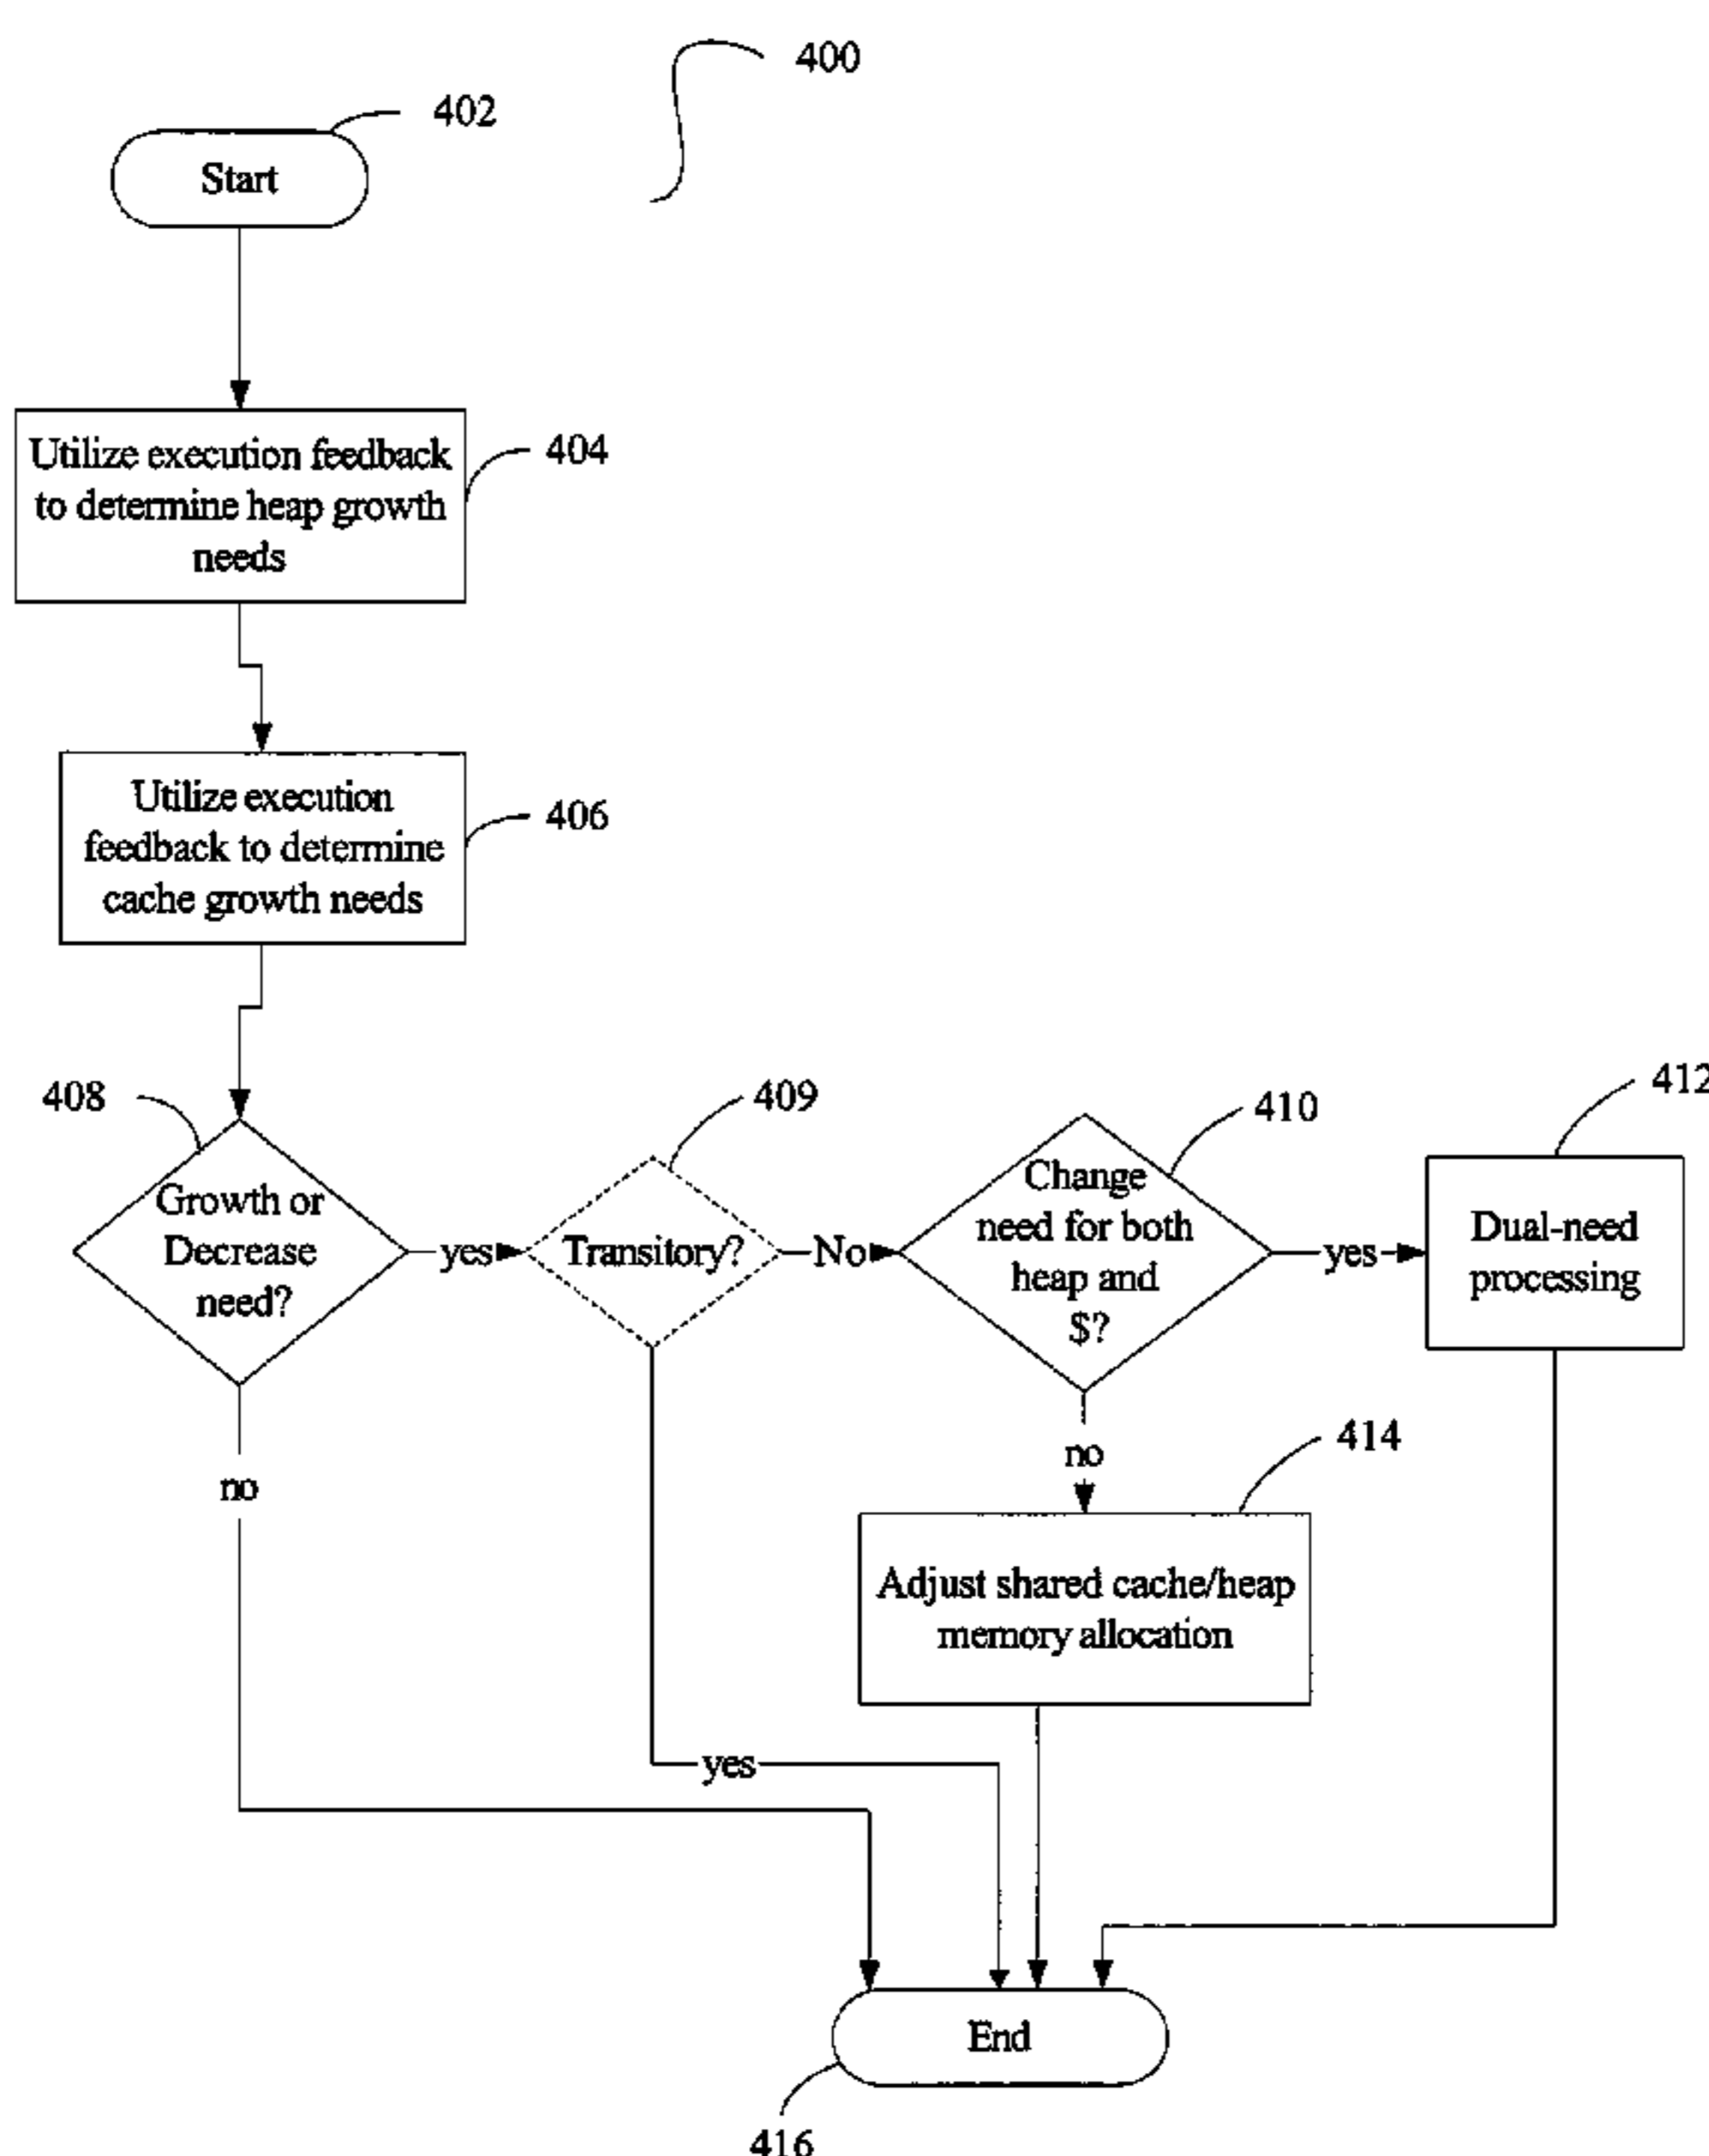 400
402
Start
Utilize execution feedback
to determine heap growth
needs
404
Utilize execution
feedback to determine
cache growth needs
406
408
Growth or
Decrease
need?
yes
409
Transitory?
No
410
Change
need for both
heap and
$?
yes
412
Dual-need
processing
no
no
414
Adjust shared cache/heap
memory allocation
yes
End
416